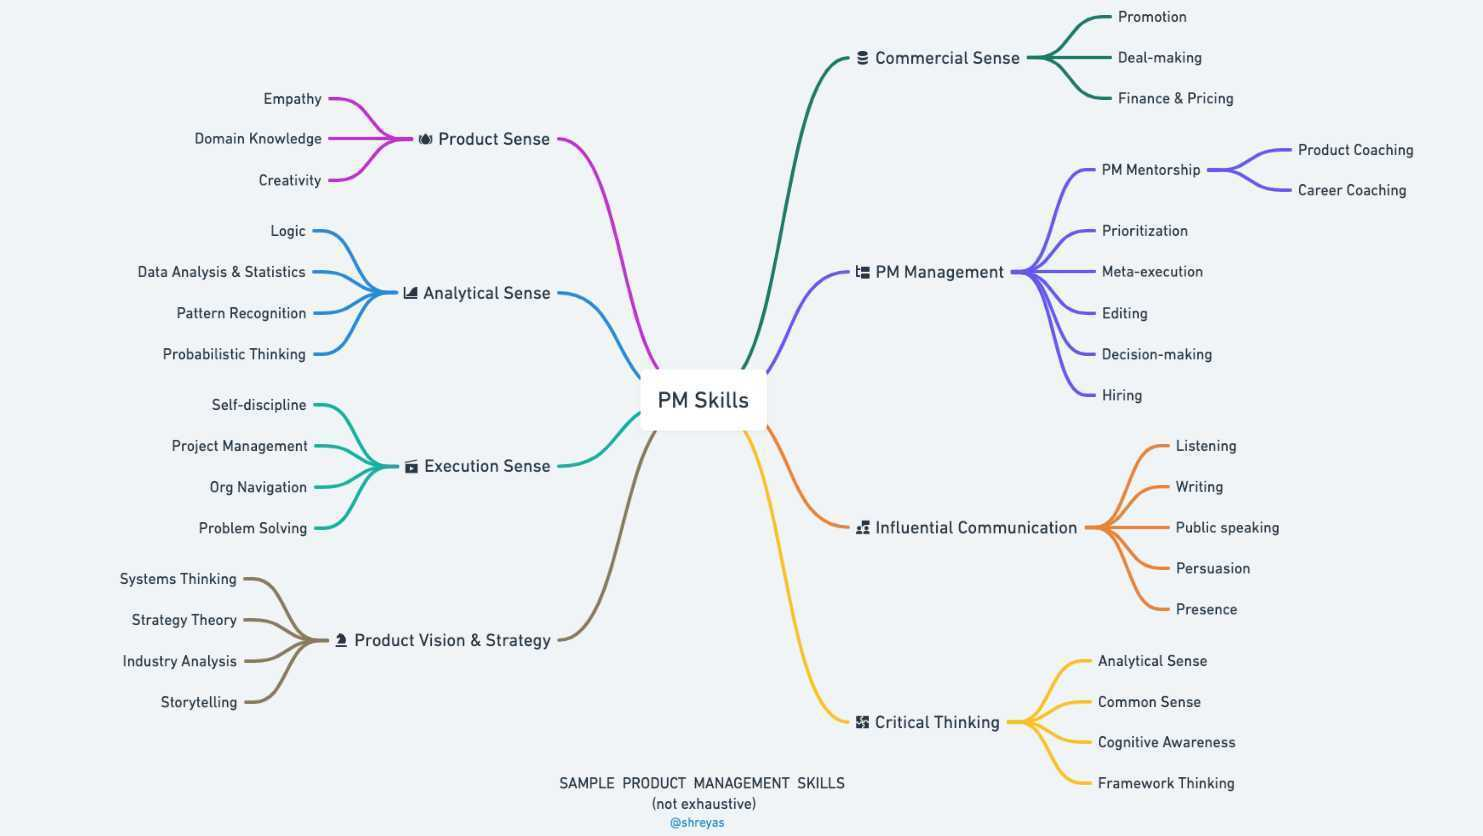 PM Skills
Product Sense
Empathy
Domain Knowledge
Creativity
Analytical Sense
Logic
Data Analysis & Statistics
Pattern Recognition
Probabilistic Thinking
Execution Sense
Self-discipline
Project Management
Org Navigation
Problem Solving
Product Vision & Strategy
Systems Thinking
Strategy Theory
Industry Analysis
Storytelling
Commercial Sense
Promotion
Deal-making
Finance & Pricing
PM Management
PM Mentorship
Product Coaching
Career Coaching
Prioritization
Meta-execution
Editing
Decision-making
Hiring
Influential Communication
Listening
Writing
Public speaking
Persuasion
Presence
Critical Thinking
Analytical Sense
Common Sense
Cognitive Awareness
Framework Thinking
SAMPLE PRODUCT MANAGEMENT SKILLS
(not exhaustive)
@shreyas